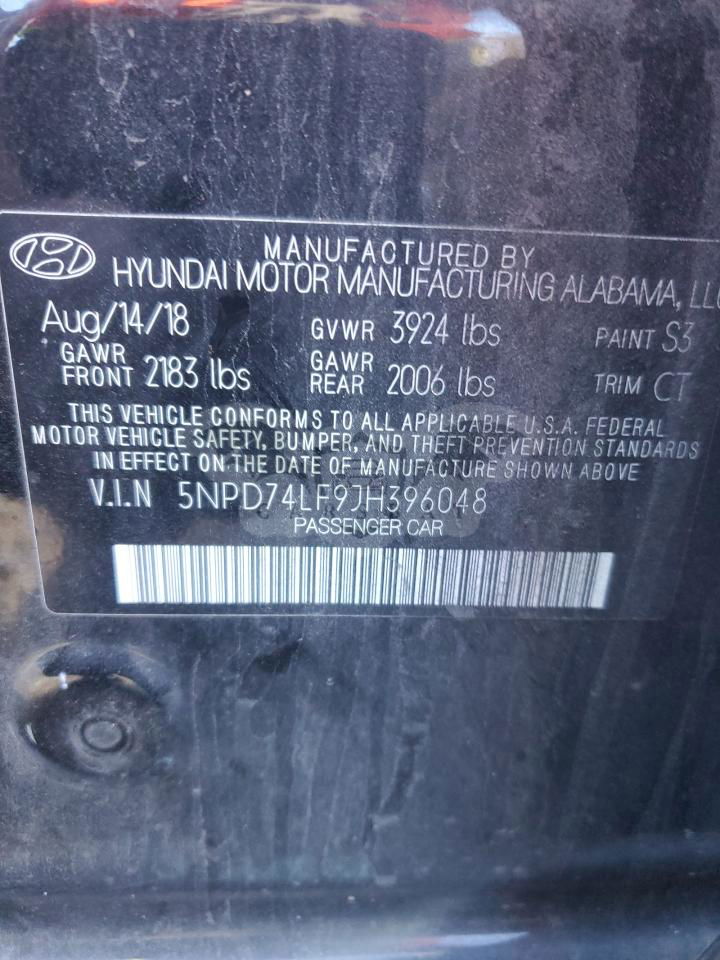 MANUFACTURED BY
HYUNDAI MOTOR MANUFACTURING ALABAMA, LL
Aug/14/18 GVWR 3924 lbs PAINT S3
GAWR FRONT 2183 lbs GAWR REAR 2006 lbs TRIM CT
THIS VEHICLE CONFORMS TO ALL APPLICABLE U.S.A. FEDERAL
MOTOR VEHICLE SAFETY, BUMPER, AND THEFT PREVENTION STANDARDS
IN EFFECT ON THE DATE OF MANUFACTURE SHOWN ABOVE
V.I.N 5NPD74LF9JH396048
PASSENGER CAR